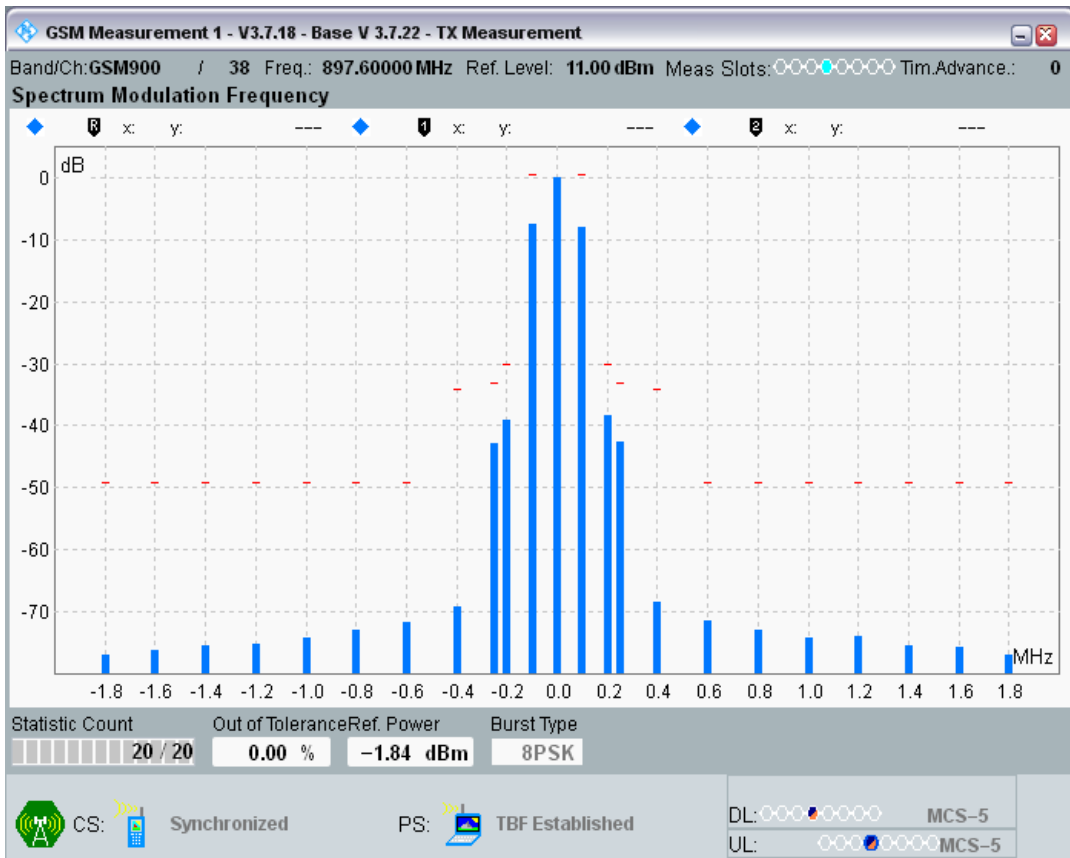 GSM Measurement 1 - V3.7.18 - Base V 3.7.22 - TX Measurement
Band/Ch:GSM900 / 38 Freq.: 897.60000 MHz Ref. Level: 11.00 dBm Meas Slots: Tim.Advance.: 0
Spectrum Modulation Frequency
R x: y: --- 1 x: y: --- 2 x: y: ---
dB
0
-10
-20
-30
-40
-50
-60
-70
MHz
-1.8 -1.6 -1.4 -1.2 -1.0 -0.8 -0.6 -0.4 -0.2 0.0 0.2 0.4 0.6 0.8 1.0 1.2 1.4 1.6 1.8
Statistic Count Out of Tolerance Ref. Power Burst Type
20 / 20 0.00 % −1.84 dBm 8PSK
CS: Synchronized PS: TBF Established DL: MCS−5
UL: MCS−5